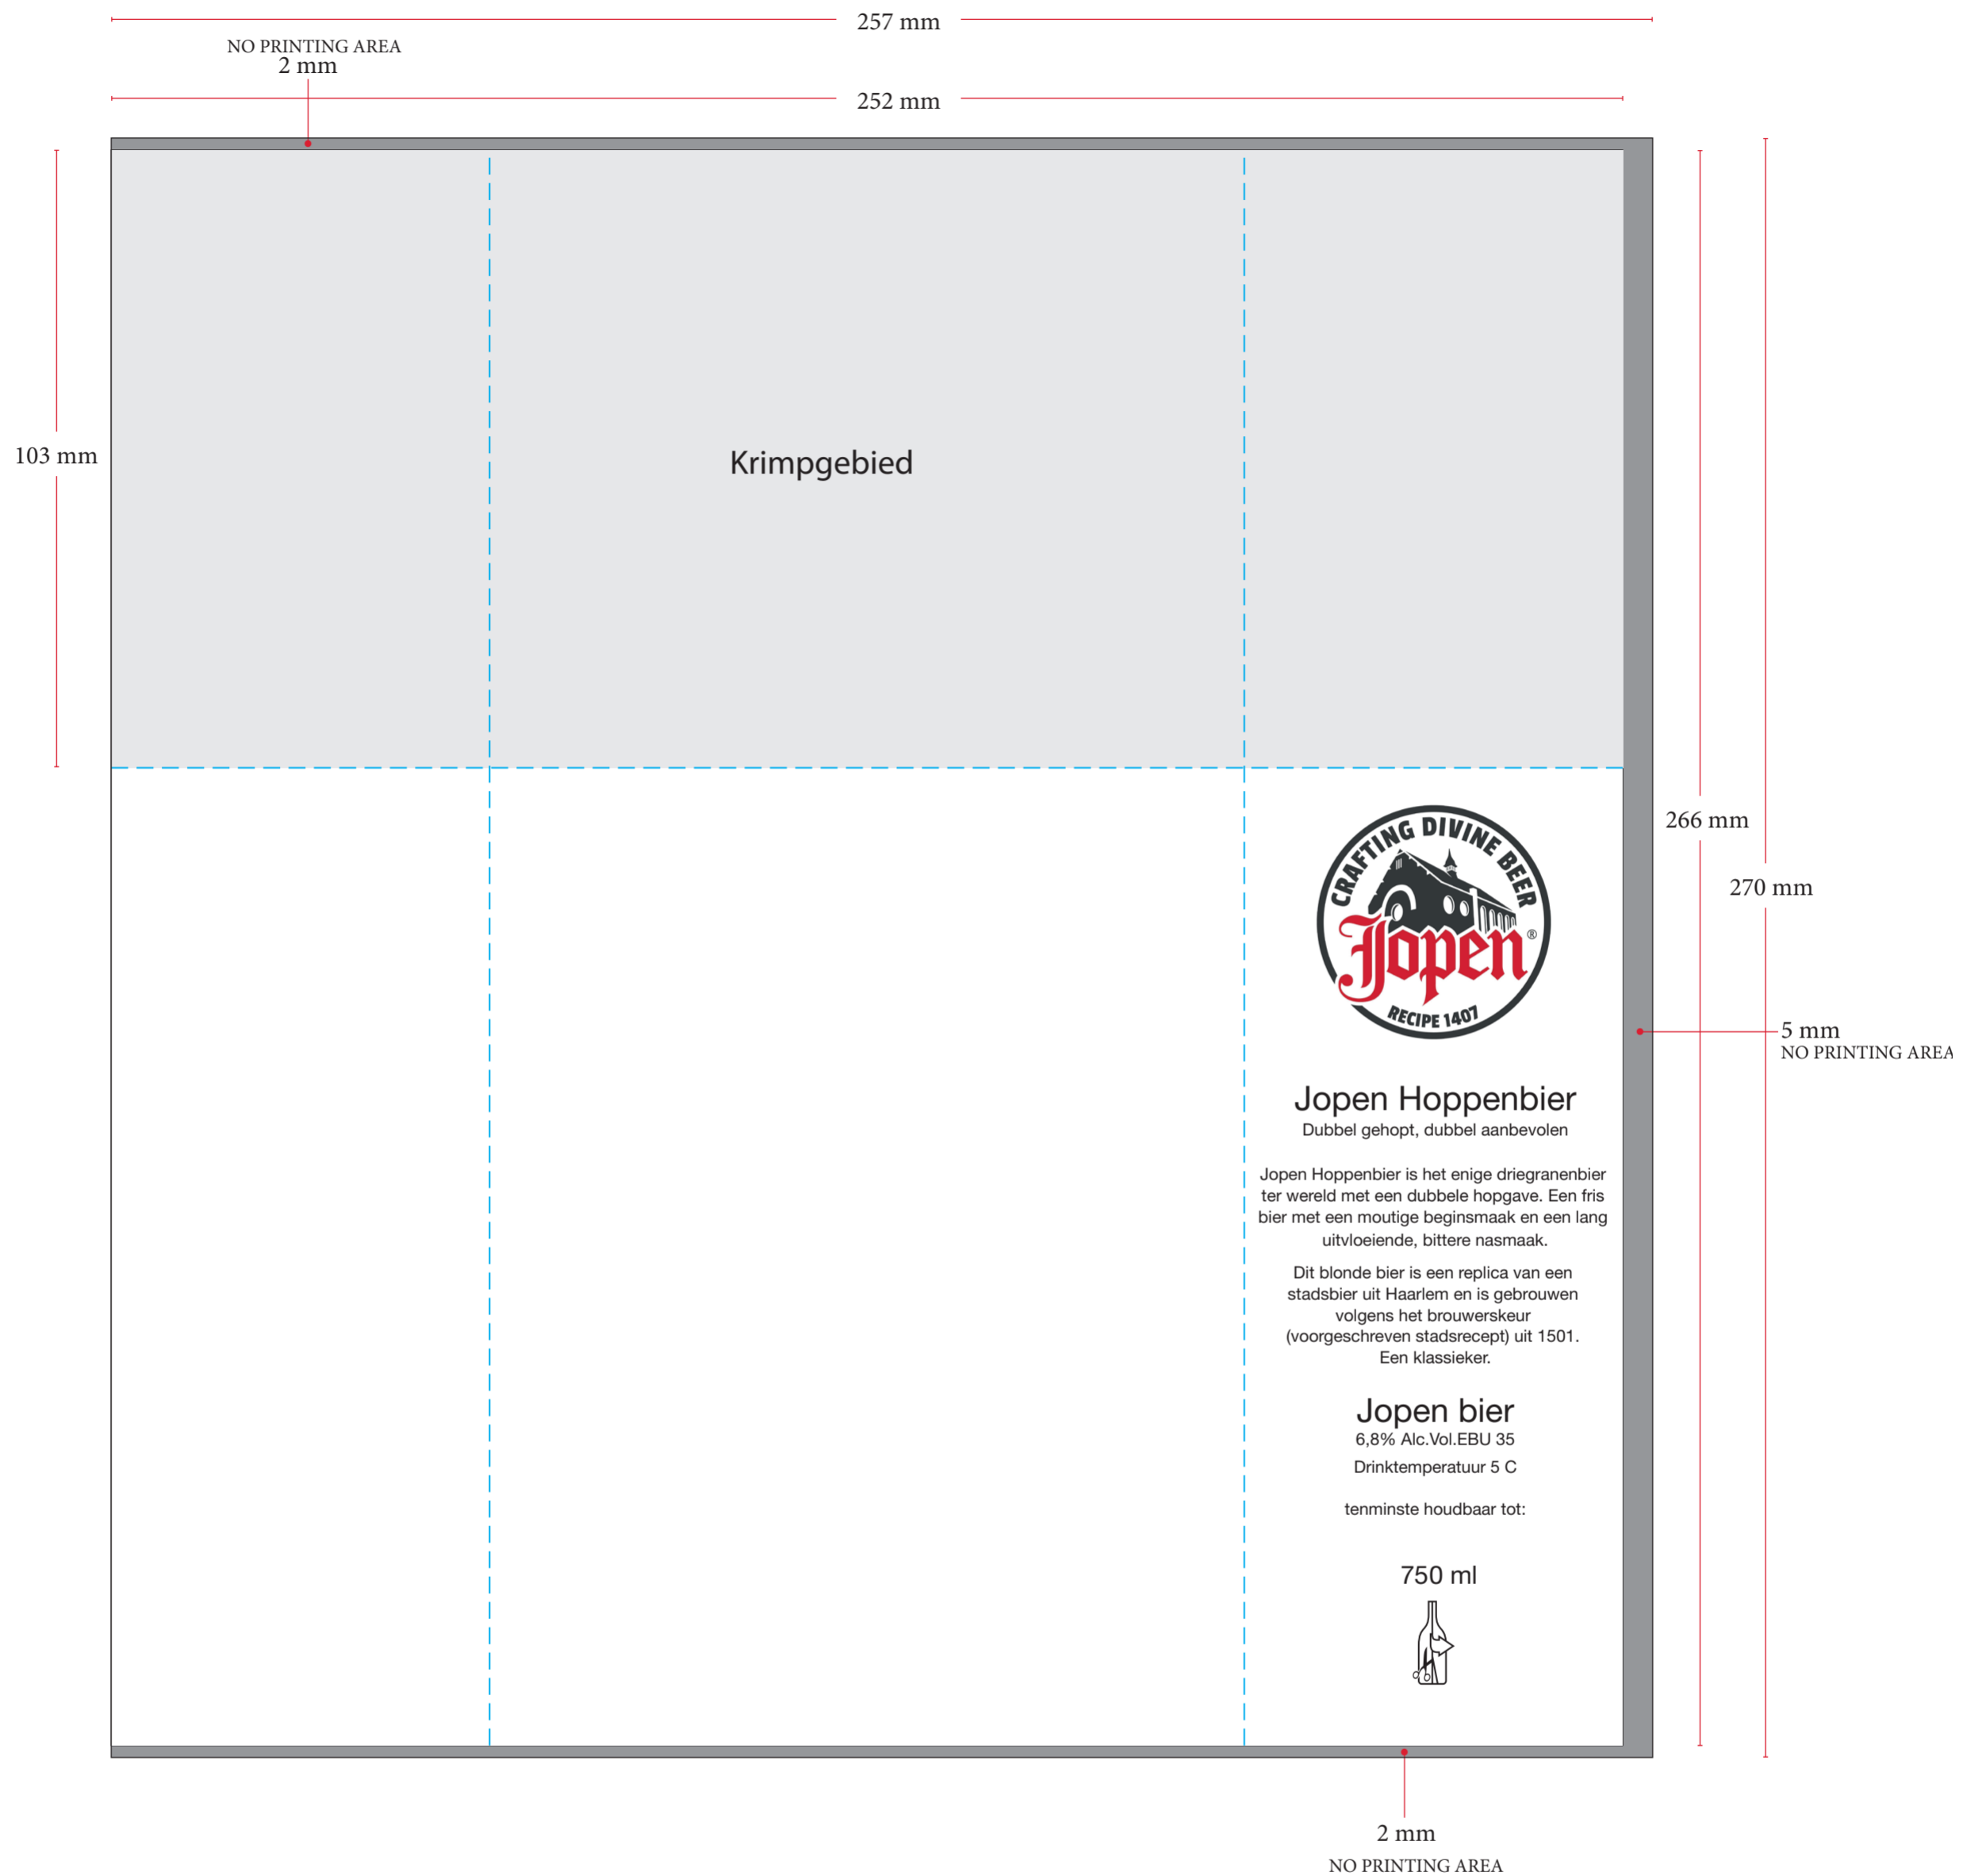 257 mm
NO PRINTING AREA
2 mm
252 mm
103 mm
Krimpgebied
266 mm
270 mm
CRAFTING DIVINE BEER
Jopen®
RECIPE 1407
5 mm
NO PRINTING AREA
Jopen Hoppenbier
Dubbel gehopt, dubbel aanbevolen
Jopen Hoppenbier is het enige driegranenbier
ter wereld met een dubbele hopgave. Een fris
bier met een moutige beginsmaak en een lang
uitvloeiende, bittere nasmaak.
Dit blonde bier is een replica van een
stadsbier uit Haarlem en is gebrouwen
volgens het brouwerskeur
(voorgeschreven stadsrecept) uit 1501.
Een klassieker.
Jopen bier
6,8% Alc.Vol.EBU 35
Drinktemperatuur 5 C
tenminste houdbaar tot:
750 ml
2 mm
NO PRINTING AREA